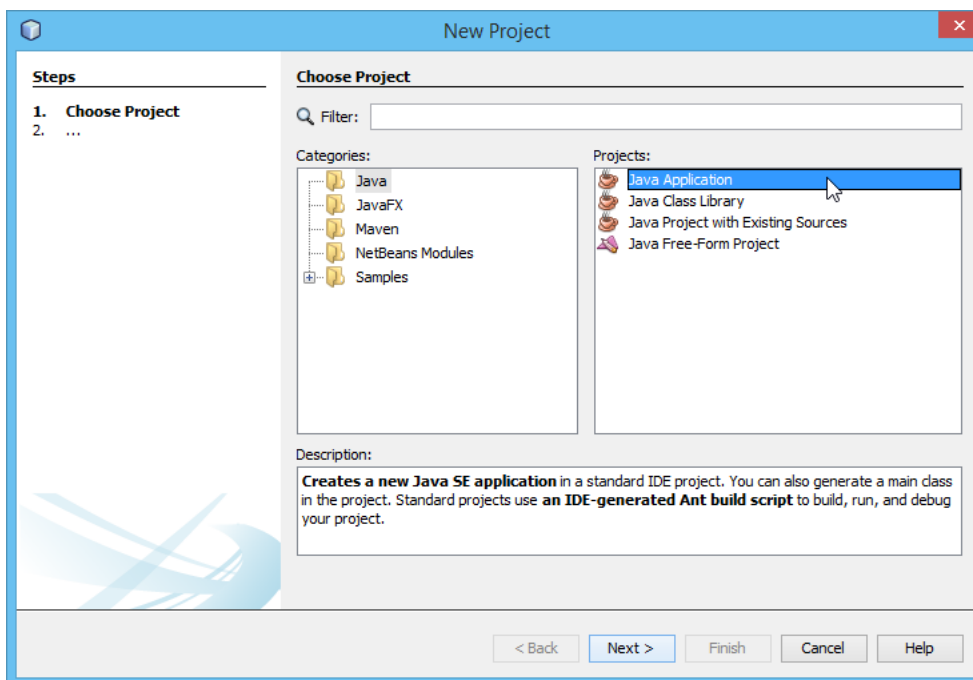 New Project
Steps
1. Choose Project
2. ...
Choose Project
Filter:
Categories:
Java
JavaFX
Maven
NetBeans Modules
Samples
Projects:
Java Application
Java Class Library
Java Project with Existing Sources
Java Free-Form Project
Description:
Creates a new Java SE application in a standard IDE project. You can also generate a main class
in the project. Standard projects use an IDE-generated Ant build script to build, run, and debug
your project.
< Back Next > Finish Cancel Help